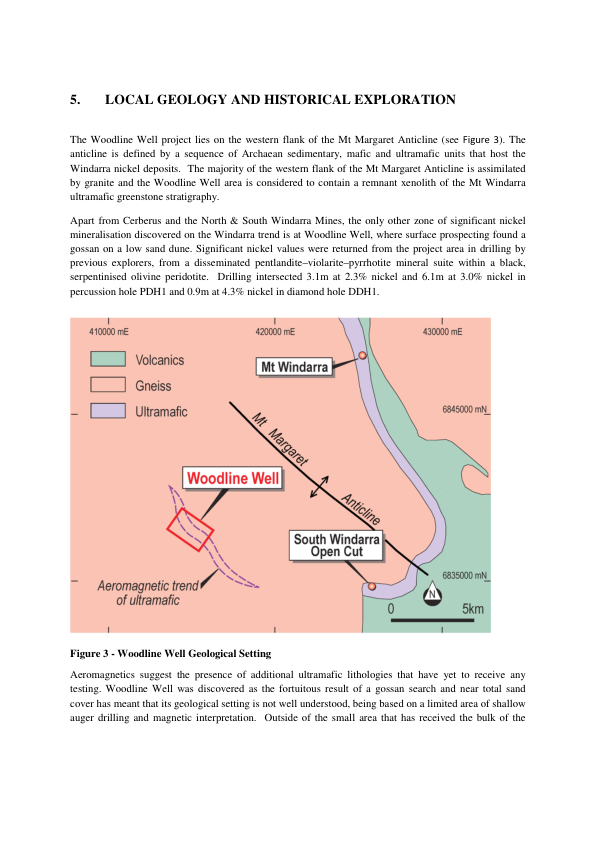 5. LOCAL GEOLOGY AND HISTORICAL EXPLORATION
The Woodline Well project lies on the western flank of the Mt Margaret Anticline (see Figure 3). The
anticline is defined by a sequence of Archaean sedimentary, mafic and ultramafic units that host the
Windarra nickel deposits. The majority of the western flank of the Mt Margaret Anticline is assimilated
by granite and the Woodline Well area is considered to contain a remnant xenolith of the Mt Windarra
ultramafic greenstone stratigraphy.
Apart from Cerberus and the North & South Windarra Mines, the only other zone of significant nickel
mineralisation discovered on the Windarra trend is at Woodline Well, where surface prospecting found a
gossan on a low sand dune. Significant nickel values were returned from the project area in drilling by
previous explorers, from a disseminated pentlandite–violarite–pyrrhotite mineral suite within a black,
serpentinised olivine peridotite. Drilling intersected 3.1m at 2.3% nickel and 6.1m at 3.0% nickel in
percussion hole PDH1 and 0.9m at 4.3% nickel in diamond hole DDH1.
410000 mE
420000 mE
430000 mE
Volcanics
Gneiss
Ultramafic
Mt Windarra
6845000 mN
Mt Margaret
Anticline
Woodline Well
South Windarra
Open Cut
Aeromagnetic trend
of ultramafic
6835000 mN
N
0 5km
Figure 3 - Woodline Well Geological Setting
Aeromagnetics suggest the presence of additional ultramafic lithologies that have yet to receive any
testing. Woodline Well was discovered as the fortuitous result of a gossan search and near total sand
cover has meant that its geological setting is not well understood, being based on a limited area of shallow
auger drilling and magnetic interpretation. Outside of the small area that has received the bulk of the